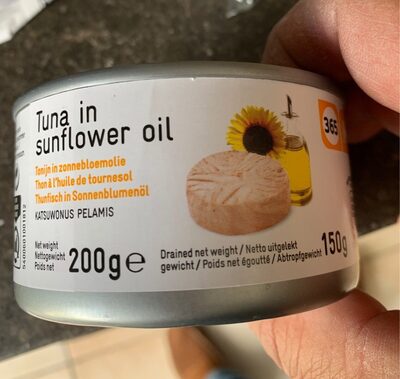 Tuna in
sunflower oil
Tonijn in zonnebloemolie
Thon à l'huile de tournesol
Thunfisch in Sonnenblumenöl
KATSUWONUS PELAMIS
Net weight
Nettogewicht
Poids net
200g e
Drained net weight / Netto uitgelekt
gewicht / Poids net égoutté / Abtropfgewicht
150g
365
5400601001812